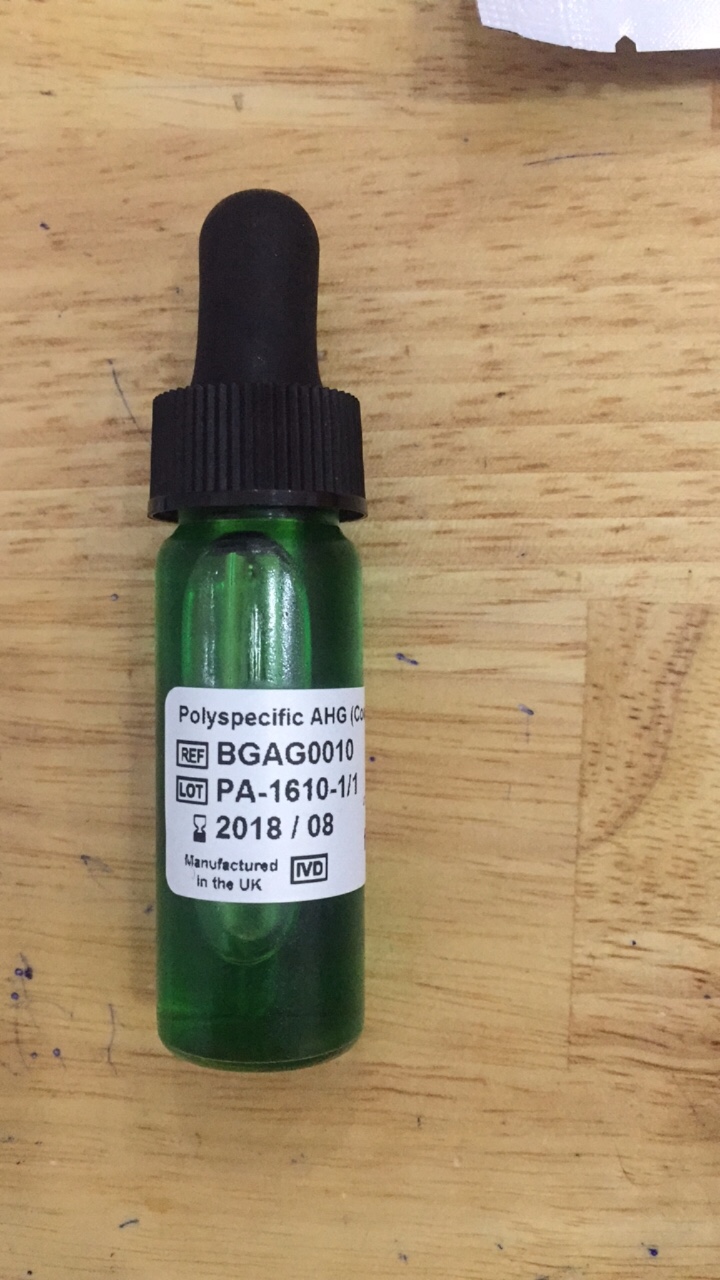 Polyspecific AHG
REF BGAG0010
LOT PA-1610-1/1
2018 / 08
Manufactured
in the UK
IVD